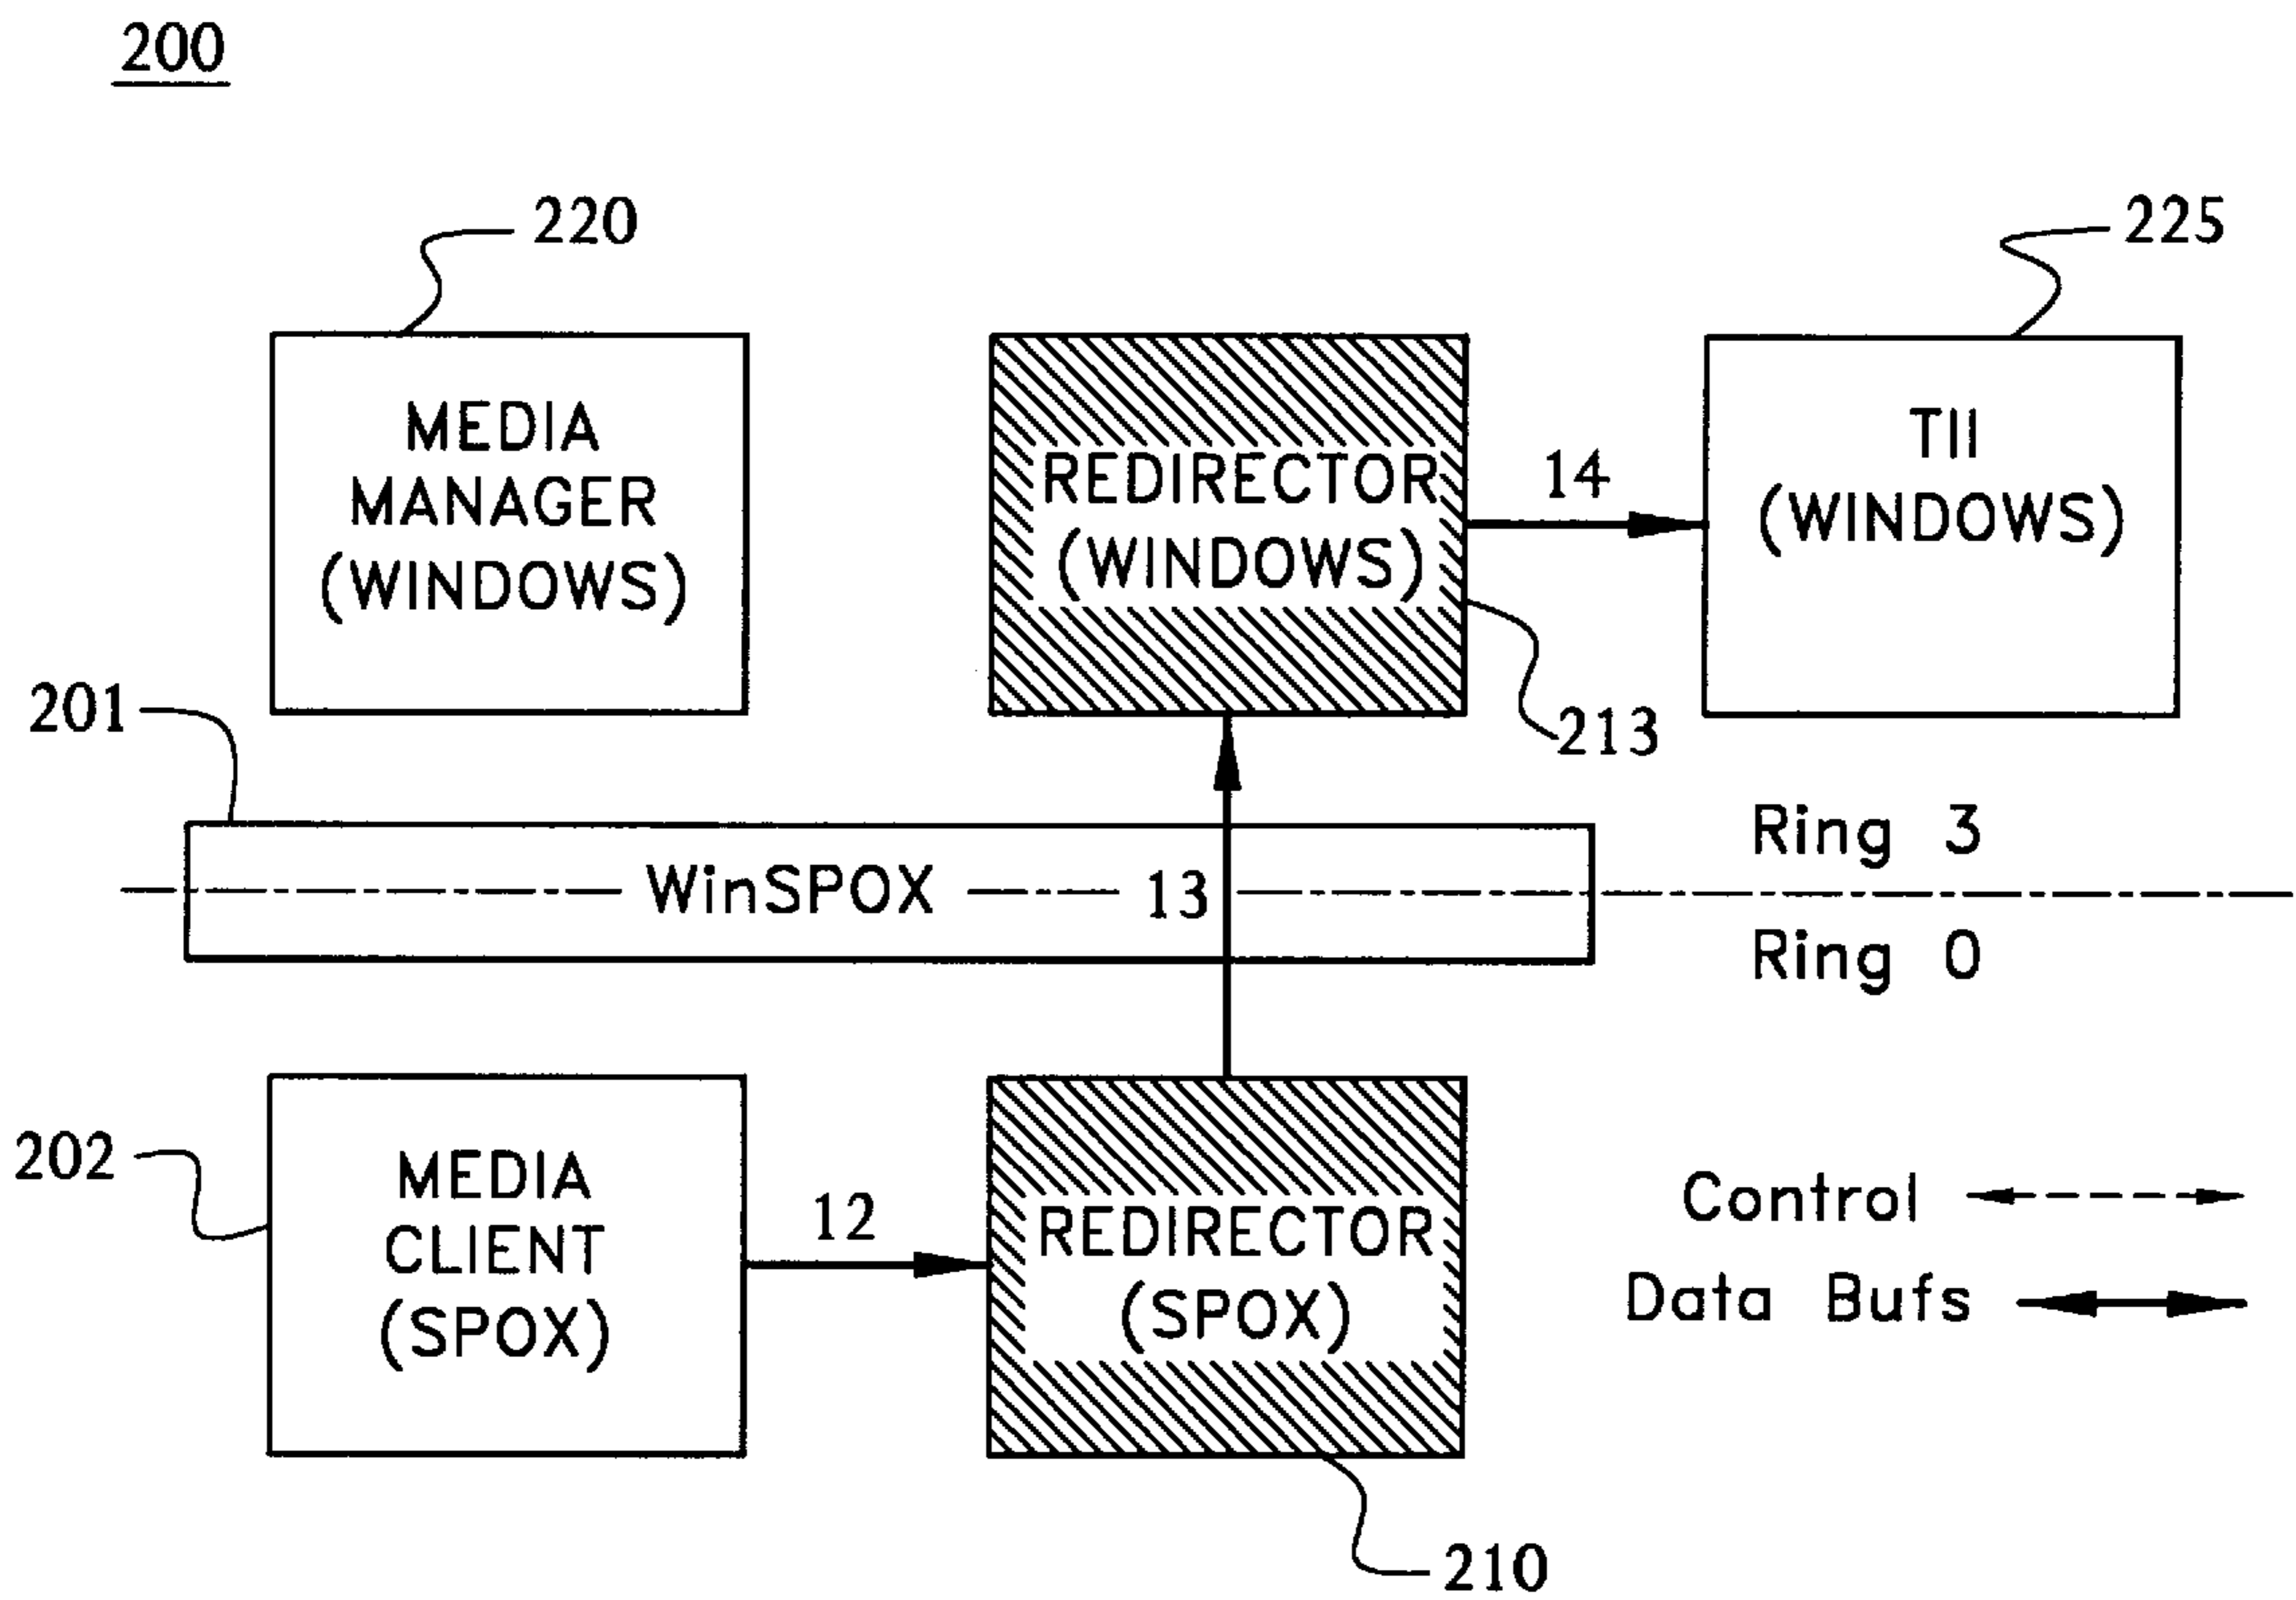 200
220
225
MEDIA
MANAGER
(WINDOWS)
REDIRECTOR
(WINDOWS)
14
TII
(WINDOWS)
201
213
WinSPOX
13
Ring 3
Ring 0
202
MEDIA
CLIENT
(SPOX)
12
REDIRECTOR
(SPOX)
Control
Data Bufs
210